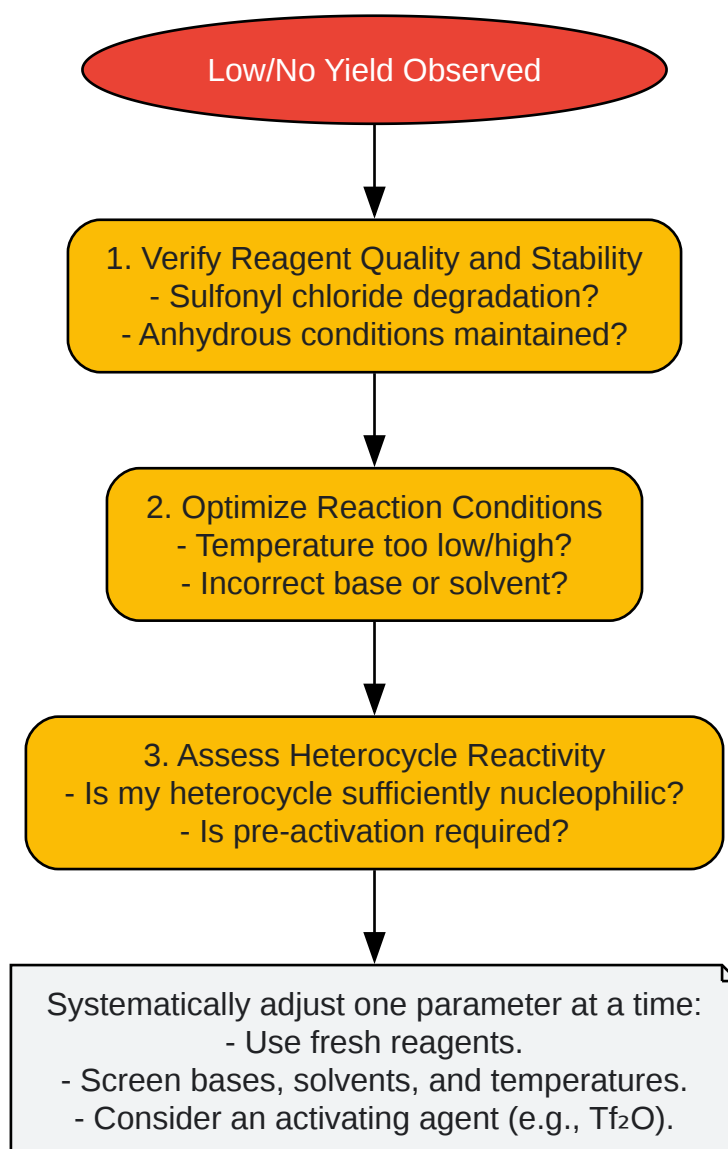 Low/No Yield Observed
1. Verify Reagent Quality and Stability
- Sulfonyl chloride degradation?
- Anhydrous conditions maintained?
2. Optimize Reaction Conditions
- Temperature too low/high?
- Incorrect base or solvent?
3. Assess Heterocycle Reactivity
- Is my heterocycle sufficiently nucleophilic?
- Is pre-activation required?
Systematically adjust one parameter at a time:
- Use fresh reagents.
- Screen bases, solvents, and temperatures.
- Consider an activating agent (e.g., Tf₂O).